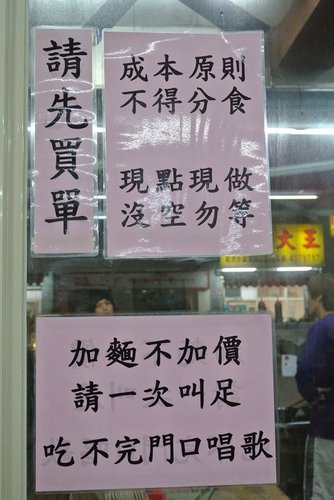 請先買單
成本原則
不得分食
現點現做
沒空勿等
大王
加麵不加價
請一次叫足
吃不完門口唱歌